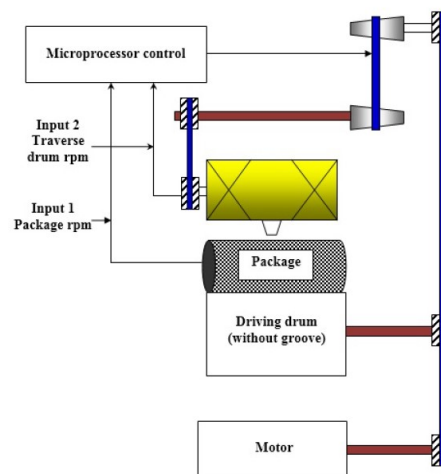 Microprocessor control
Input 2
Traverse
drum rpm
Input 1
Package rpm
Package
Driving drum
(without groove)
Motor